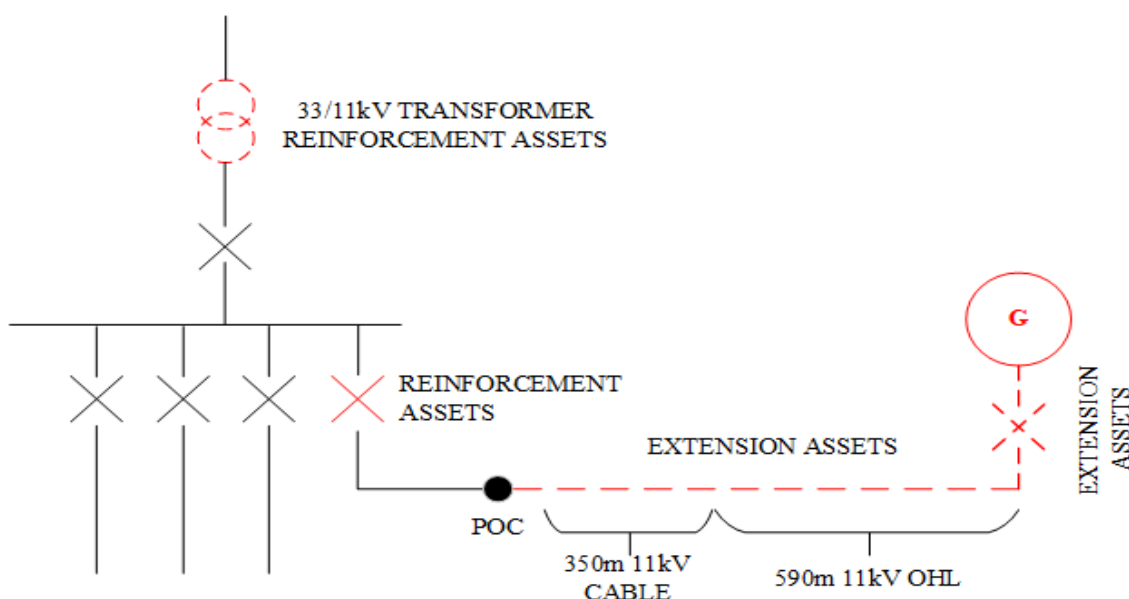 33/11kV TRANSFORMER
REINFORCEMENT ASSETS
G
REINFORCEMENT
ASSETS
EXTENSION ASSETS
EXTENSION
ASSETS
POC
350m 11kV
CABLE
590m 11kV OHL